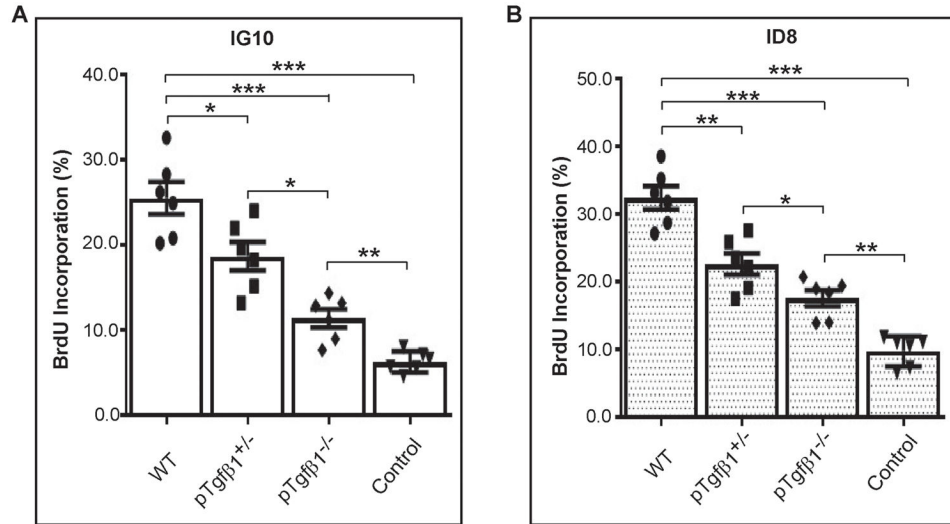 A
IG10
BrdU Incorporation (%)
40.0
30.0
20.0
10.0
0.0
***
***
*
*
**
WT
pTgfβ1+/-
pTgfβ1-/-
Control
B
ID8
BrdU Incorporation (%)
50.0
40.0
30.0
20.0
10.0
0.0
***
***
**
*
**
WT
pTgfβ1+/-
pTgfβ1-/-
Control